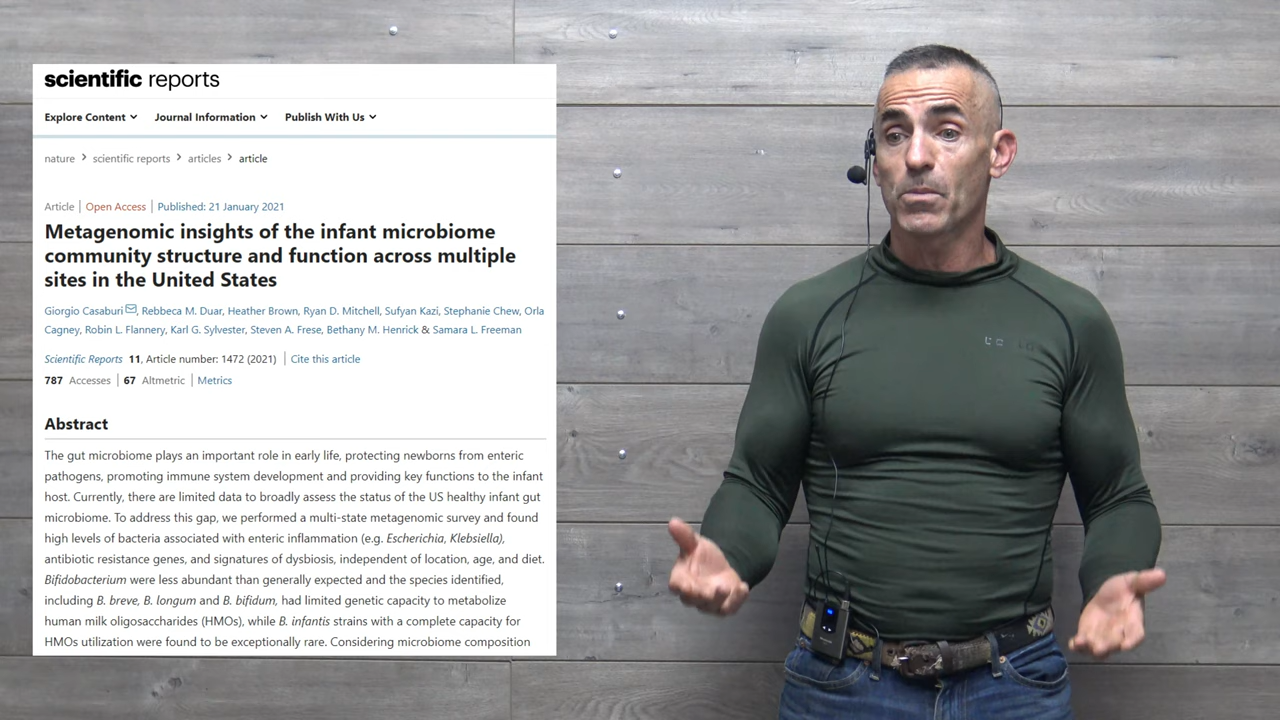 scientific reports
Explore Content Journal Information Publish With Us
nature > scientific reports > articles > article
Article | Open Access | Published: 21 January 2021
Metagenomic insights of the infant microbiome
community structure and function across multiple
sites in the United States
Giorgio Casaburi, Rebbeca M. Duar, Heather Brown, Ryan D. Mitchell, Sufyan Kazi, Stephanie Chew, Orla
Cagney, Robin L. Flannery, Karl G. Sylvester, Steven A. Frese, Bethany M. Henrick & Samara L. Freeman
Scientific Reports 11, Article number: 1472 (2021) | Cite this article
787 Accesses | 67 Altmetric | Metrics
Abstract
The gut microbiome plays an important role in early life, protecting newborns from enteric
pathogens, promoting immune system development and providing key functions to the infant
host. Currently, there are limited data to broadly assess the status of the US healthy infant gut
microbiome. To address this gap, we performed a multi-state metagenomic survey and found
high levels of bacteria associated with enteric inflammation (e.g. Escherichia, Klebsiella),
antibiotic resistance genes, and signatures of dysbiosis, independent of location, age, and diet.
Bifidobacterium were less abundant than generally expected and the species identified,
including B. breve, B. longum and B. bifidum, had limited genetic capacity to metabolize
human milk oligosaccharides (HMOs), while B. infantis strains with a complete capacity for
HMOs utilization were found to be exceptionally rare. Considering microbiome composition